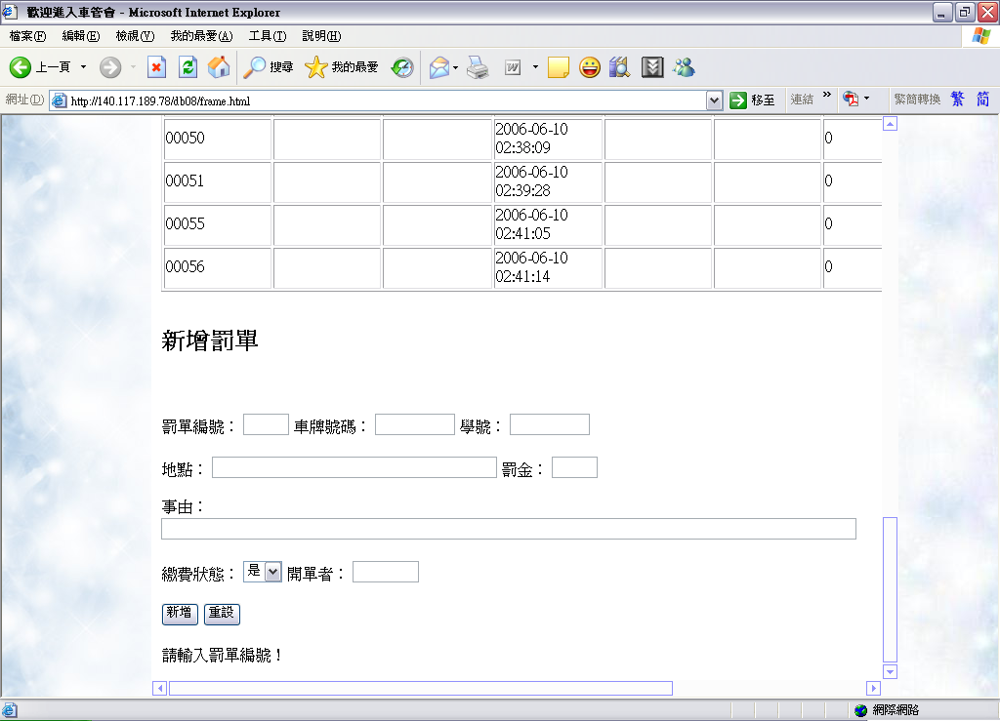 歡迎進入車管會 - Microsoft Internet Explorer
檔案(F) 編輯(E) 檢視(V) 我的最愛(A) 工具(T) 說明(H)
上一頁 搜尋 我的最愛 W
網址(D) http://140.117.189.78/db08/frame.html 移至 連結 » 繁簡轉換 繁 简
00050 2006-06-10 02:38:09 0
00051 2006-06-10 02:39:28 0
00055 2006-06-10 02:41:05 0
00056 2006-06-10 02:41:14 0
新增罰單
罰單編號： 車牌號碼： 學號：
地點： 罰金：
事由：
繳費狀態： 是 開單者：
新增 重設
請輸入罰單編號！
網際網路